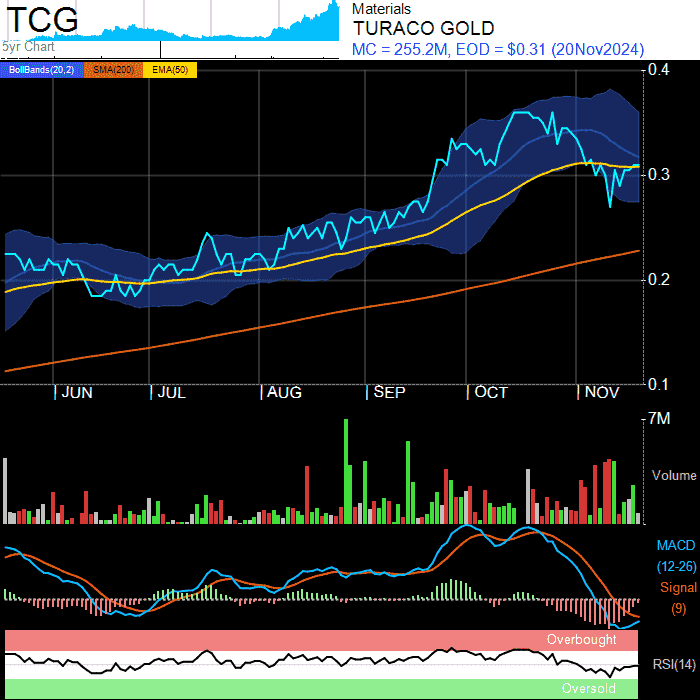 TCG
5yr Chart
Materials
TURACO GOLD
MC = 255.2M, EOD = $0.31 (20Nov2024)
BollBands(20,2) SMA(200) EMA(50)
0.4
0.3
0.2
0.1
JUN JUL AUG SEP OCT NOV
7M
Volume
MACD
(12-26)
Signal
(9)
Overbought
RSI(14)
Oversold